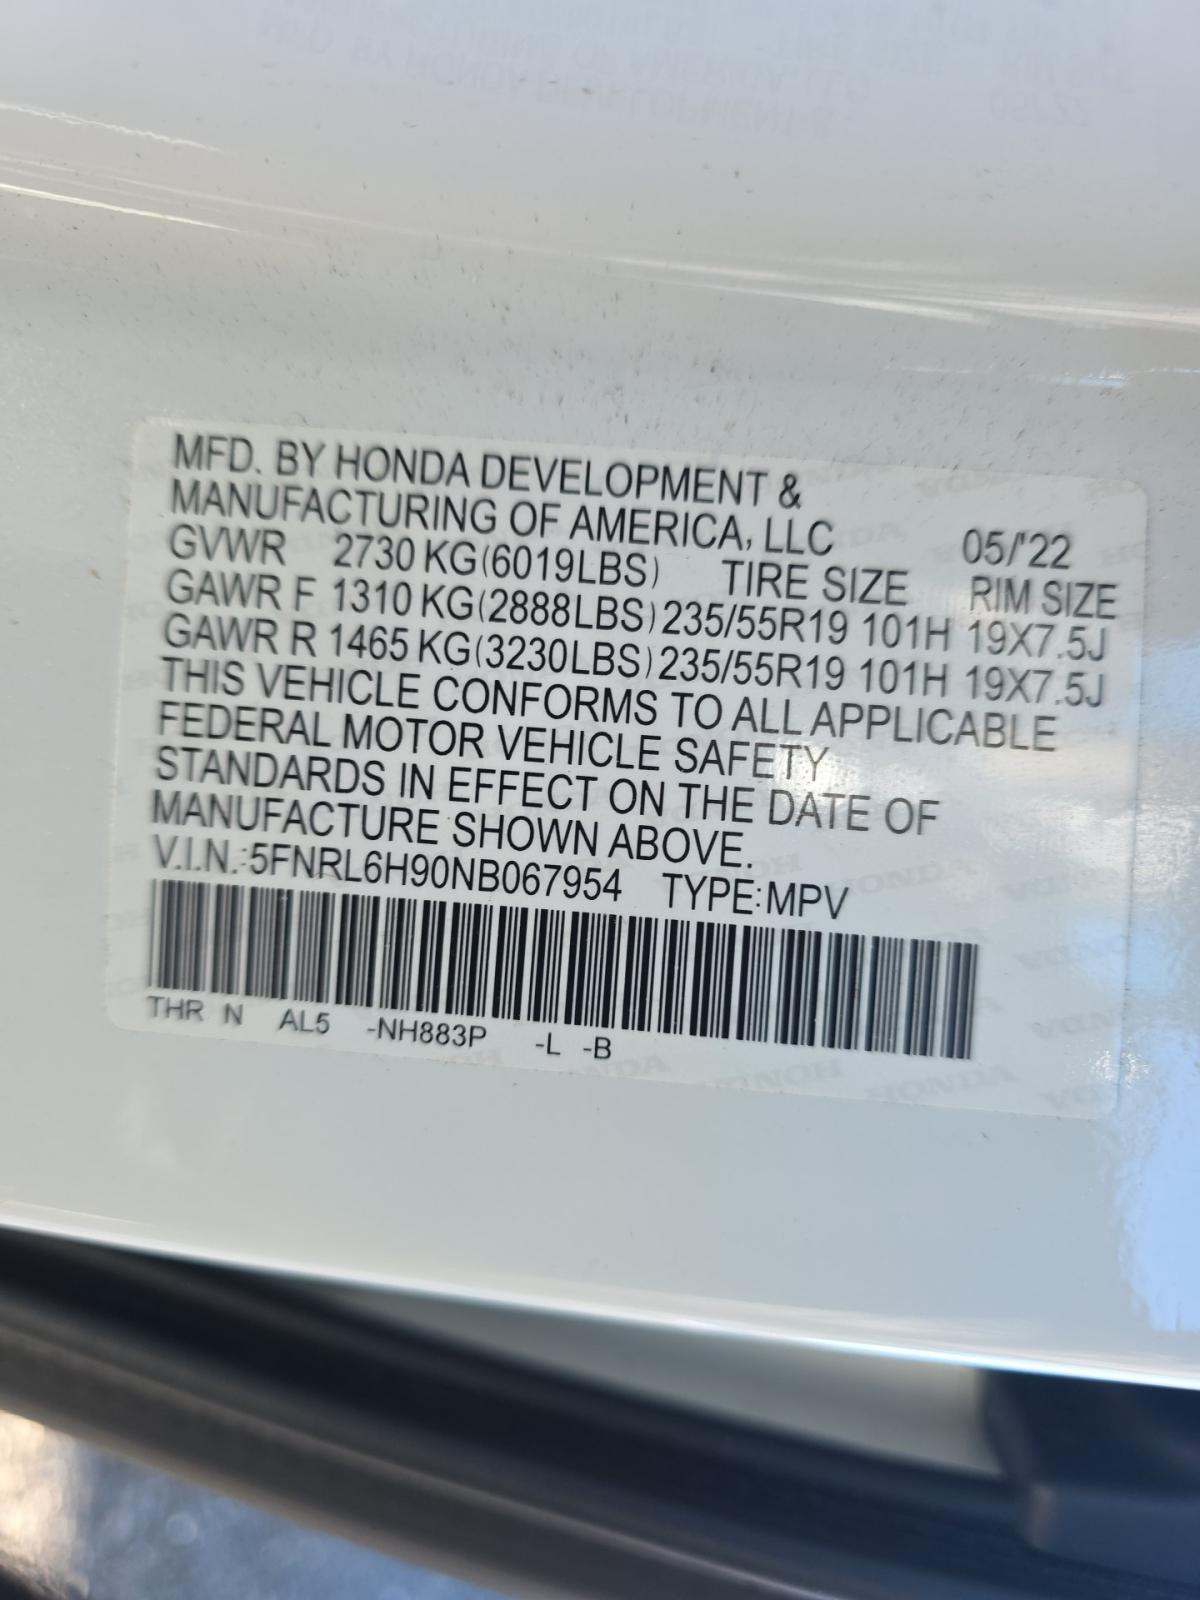 MFD. BY HONDA DEVELOPMENT &
MANUFACTURING OF AMERICA, LLC 05/'22
GVWR 2730 KG(6019LBS) TIRE SIZE RIM SIZE
GAWR F 1310 KG(2888LBS) 235/55R19 101H 19X7.5J
GAWR R 1465 KG(3230LBS) 235/55R19 101H 19X7.5J
THIS VEHICLE CONFORMS TO ALL APPLICABLE
FEDERAL MOTOR VEHICLE SAFETY
STANDARDS IN EFFECT ON THE DATE OF
MANUFACTURE SHOWN ABOVE.
V.I.N.:5FNRL6H90NB067954 TYPE:MPV
THR N AL5 -NH883P -L -B